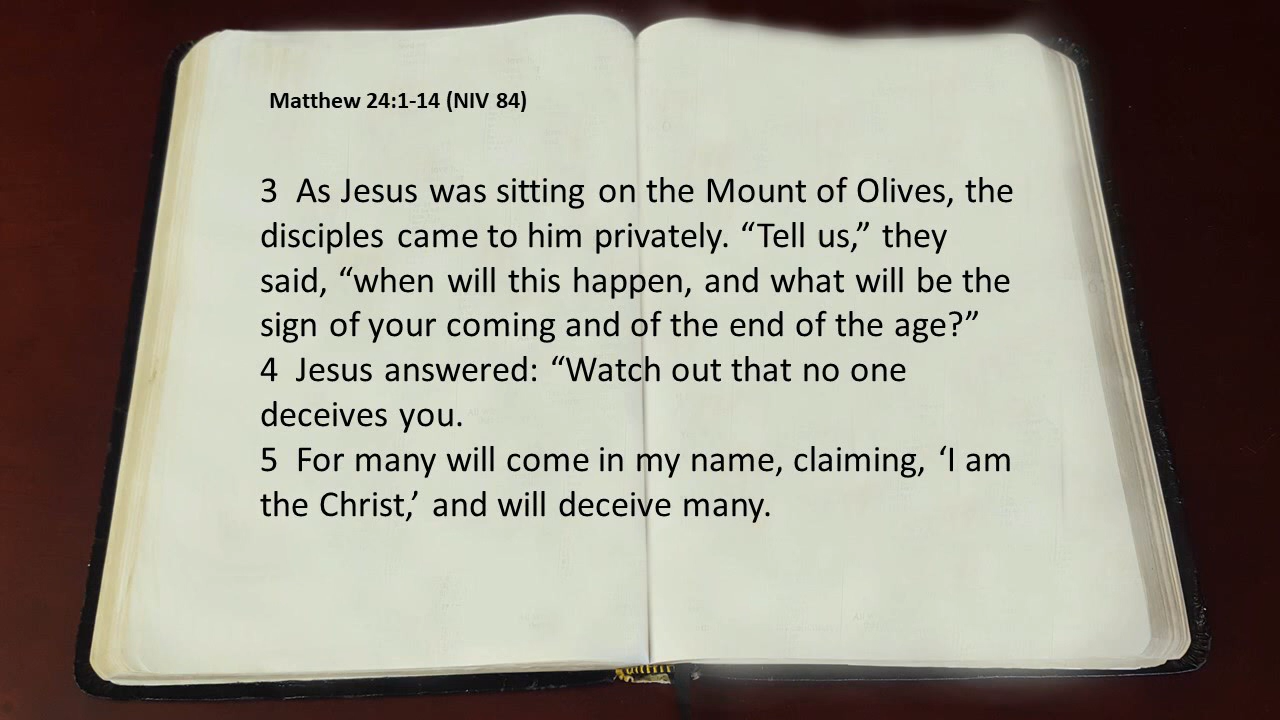 Matthew 24:1-14 (NIV 84)
3  As Jesus was sitting on the Mount of Olives, the
disciples came to him privately. “Tell us,” they
said, “when will this happen, and what will be the
sign of your coming and of the end of the age?”
4  Jesus answered: “Watch out that no one
deceives you.
5  For many will come in my name, claiming, ‘I am
the Christ,’ and will deceive many.